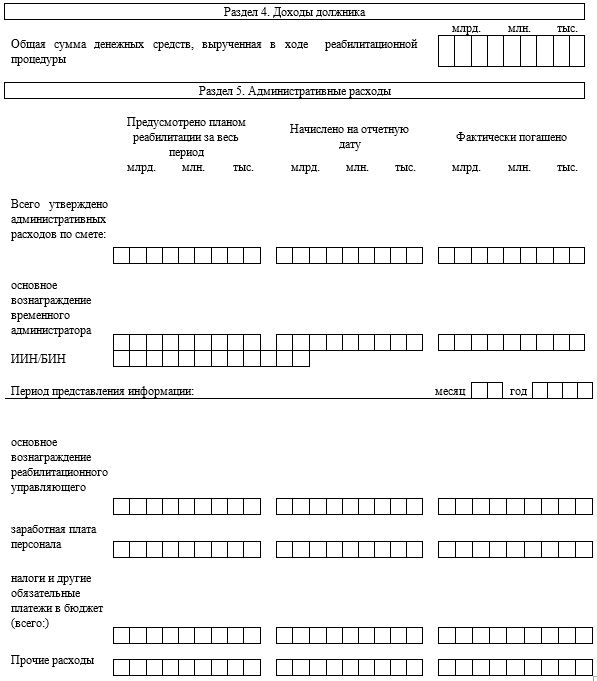 Раздел 4. Доходы должника
млрд. млн. тыс.
Общая сумма денежных средств, вырученная в ходе реабилитационной
процедуры
Раздел 5. Административные расходы
Предусмотрено планом
реабилитации за весь
период
Начислено на отчетную
дату
Фактически погашено
млрд. млн. тыс. млрд. млн. тыс. млрд. млн. тыс.
Всего утверждено
административных
расходов по смете:
основное
вознаграждение
временного
администратора
ИИН/БИН
Период представления информации: месяц год
основное
вознаграждение
реабилитационного
управляющего
заработная плата
персонала
налоги и другие
обязательные
платежи в бюджет
(всего:)
Прочие расходы